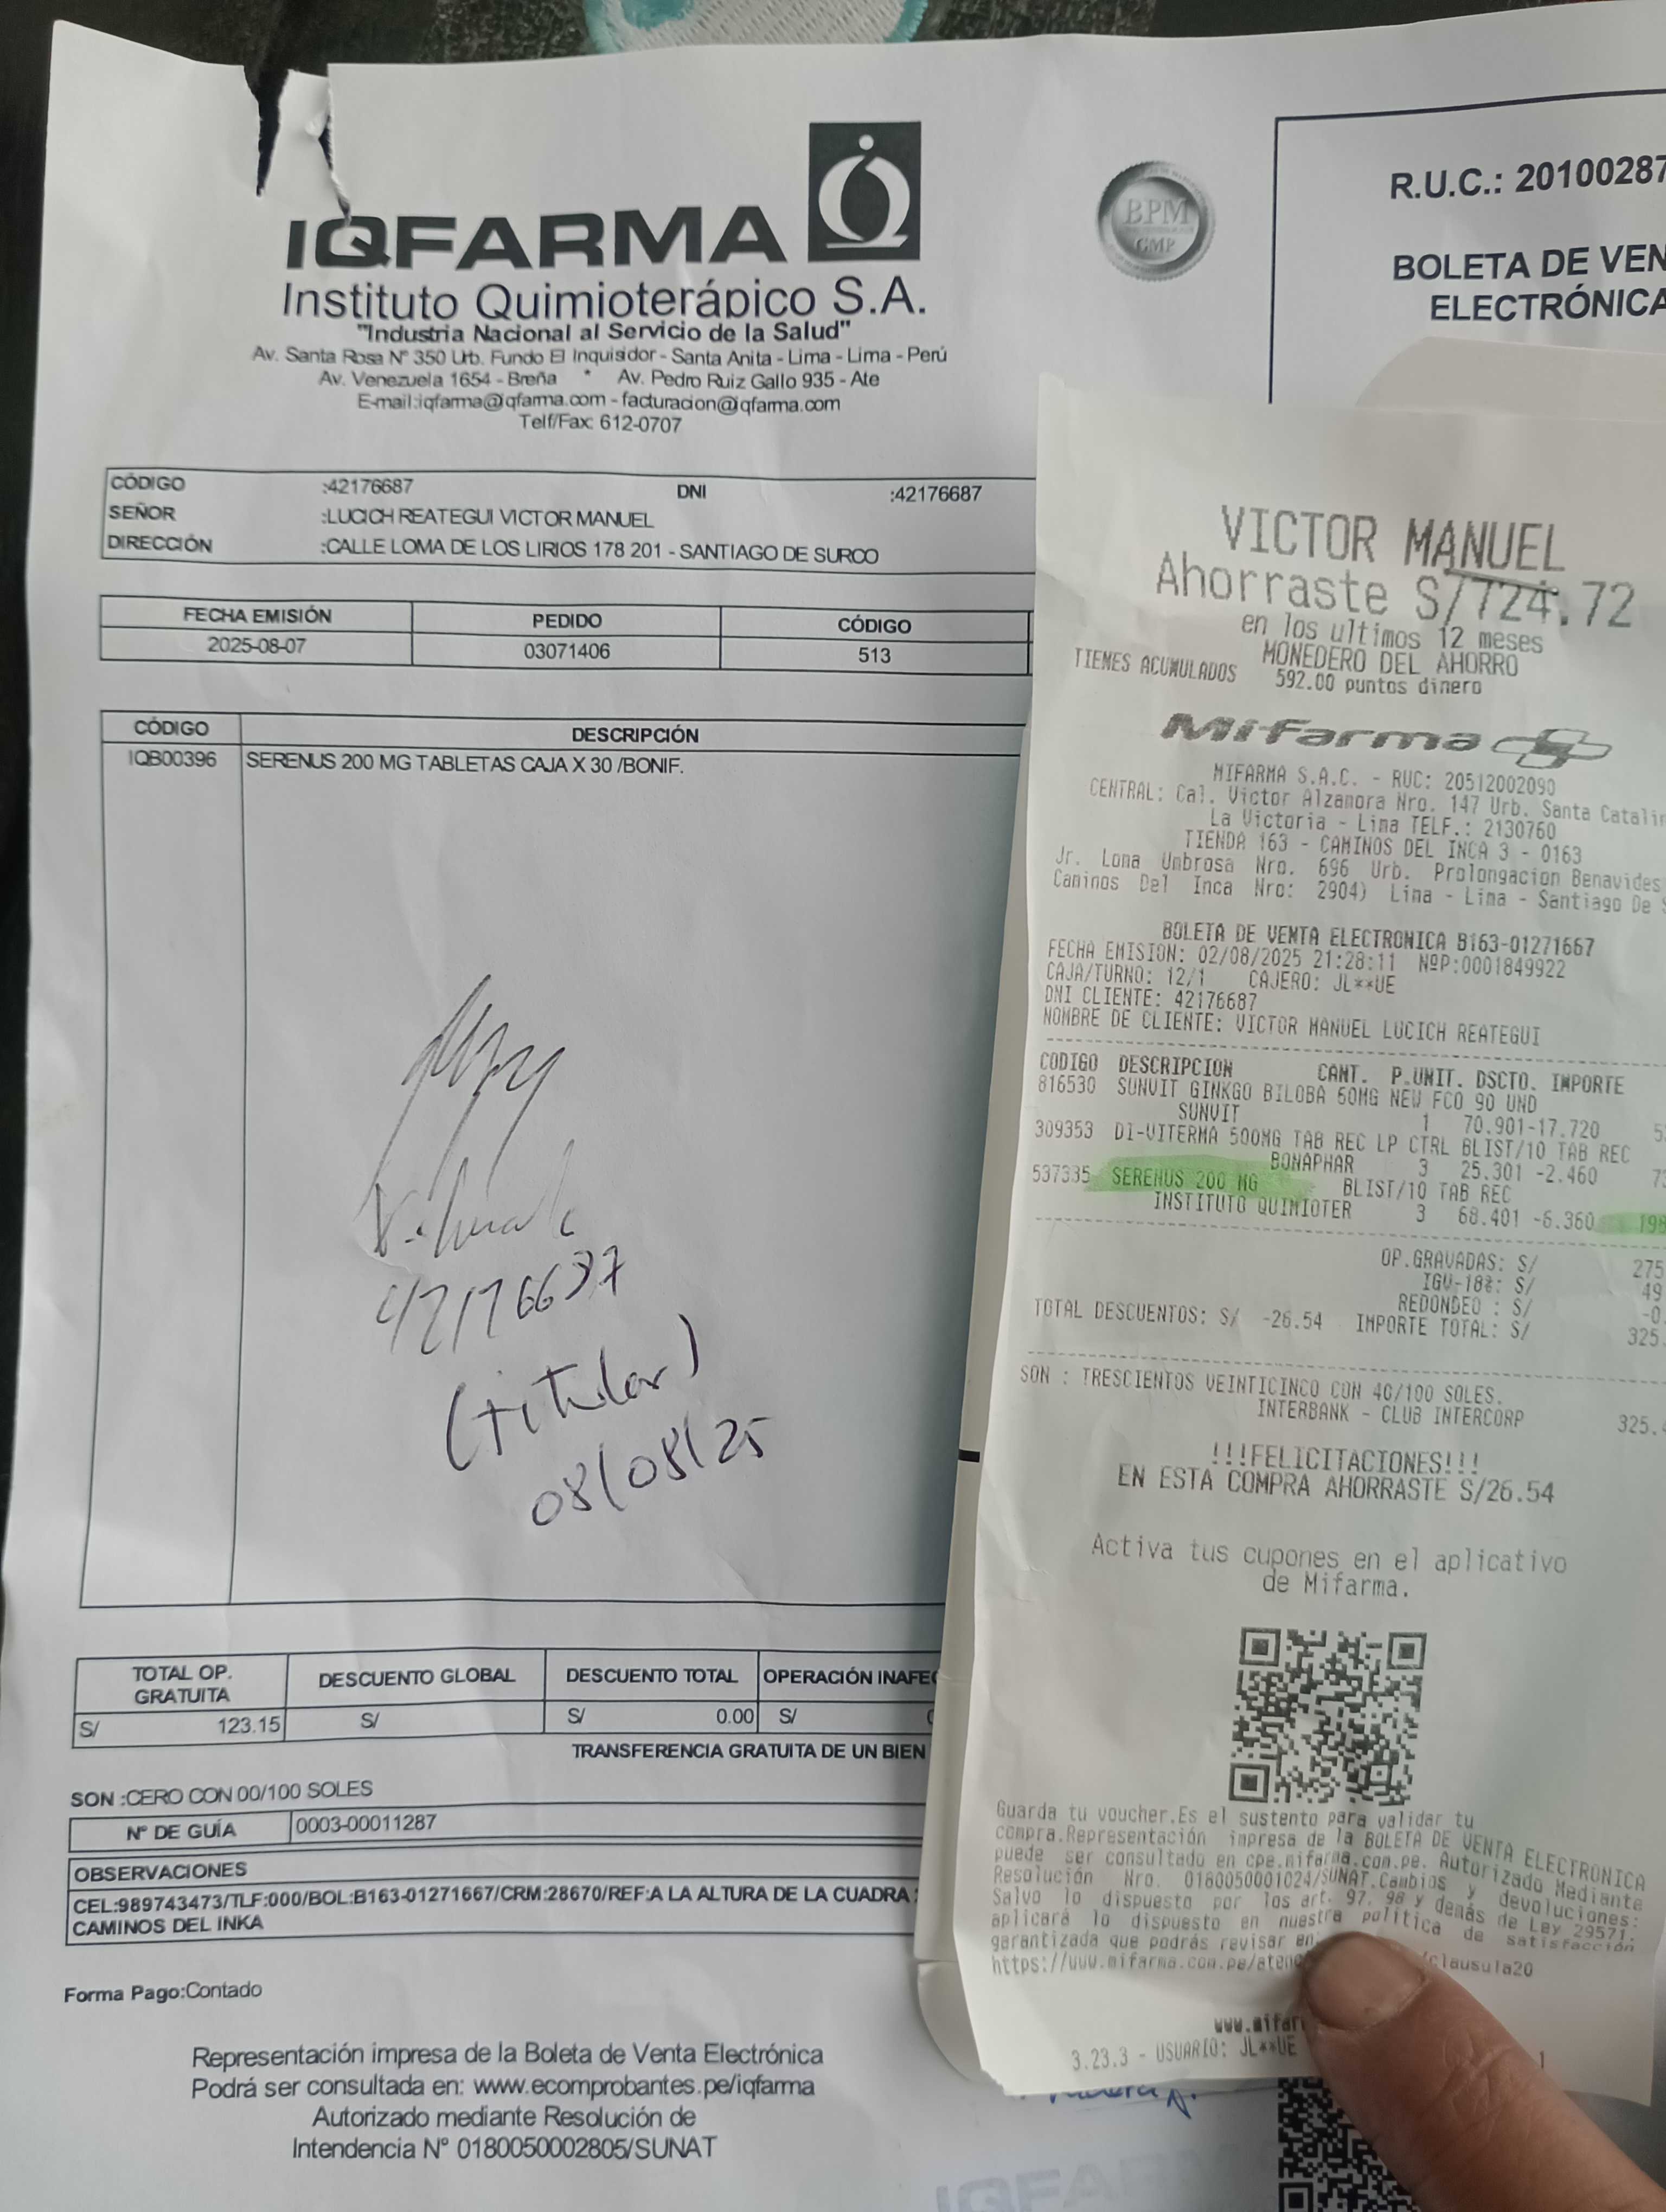 IQFARMA
Instituto Quimioterápico S.A.
"Industria Nacional al Servicio de la Salud"
Av. Santa Rosa N° 350 Urb. Fundo El Inquisidor - Santa Anita - Lima - Lima - Perú
Av. Venezuela 1654 - Breña * Av. Pedro Ruiz Gallo 935 - Ate
E-mail:iqfarma@iqfarma.com - facturacion@iqfarma.com
Telf/Fax: 612-0707
BPM
GMP
R.U.C.: 20100287
BOLETA DE VEN
ELECTRÓNICA
CÓDIGO :42176687 DNI :42176687
SEÑOR :LUCICH REATEGUI VICTOR MANUEL
DIRECCIÓN :CALLE LOMA DE LOS LIRIOS 178 201 - SANTIAGO DE SURCO
FECHA EMISIÓN PEDIDO CÓDIGO
2025-08-07 03071406 513
CÓDIGO DESCRIPCIÓN
IQB00396 SERENUS 200 MG TABLETAS CAJA X 30 /BONIF.
(titular)
08/08/25
TOTAL OP. GRATUITA DESCUENTO GLOBAL DESCUENTO TOTAL OPERACIÓN INAFE
S/ 123.15 S/ S/ 0.00 S/
TRANSFERENCIA GRATUITA DE UN BIEN
SON :CERO CON 00/100 SOLES
N° DE GUÍA 0003-00011287
OBSERVACIONES
CEL:989743473/TLF:000/BOL:B163-01271667/CRM:28670/REF:A LA ALTURA DE LA CUADRA
CAMINOS DEL INKA
Forma Pago:Contado
Representación impresa de la Boleta de Venta Electrónica
Podrá ser consultada en: www.ecomprobantes.pe/iqfarma
Autorizado mediante Resolución de
Intendencia N° 0180050002805/SUNAT
VICTOR MANUEL
Ahorraste S/724.72
en los ultimos 12 meses
MONEDERO DEL AHORRO
TIENES ACUMULADOS 592.00 puntos dinero
Mifarma
MIFARMA S.A.C. - RUC: 20512002090
CENTRAL: Cal. Victor Alzamora Nro. 147 Urb. Santa Catalin
La Victoria - Lima TELF.: 2130760
TIENDA 163 - CAMINOS DEL INCA 3 - 0163
Jr. Loma Umbrosa Nro. 696 Urb. Prolongacion Benavides
Caminos Del Inca Nro: 2904) Lima - Lima - Santiago De S
BOLETA DE VENTA ELECTRONICA B163-01271667
FECHA EMISION: 02/08/2025 21:28:11 NºP:0001849922
CAJA/TURNO: 12/1 CAJERO: JL**UE
DNI CLIENTE: 42176687
NOMBRE DE CLIENTE: VICTOR MANUEL LUCICH REATEGUI
CODIGO DESCRIPCION CANT. P.UNIT. DSCTO. IMPORTE
816530 SUNVIT GINKGO BILOBA 60MG NEW FCO 90 UND
SUNVIT 1 70.901-17.720 5
309353 DI-VITERMA 500MG TAB REC LP CTRL BLIST/10 TAB REC
BONAPHAR 3 25.301 -2.460 7
537335 SERENUS 200 MG BLIST/10 TAB REC
INSTITUTO QUIMIOTER 3 68.401 -6.360 198
OP.GRAVADAS: S/ 275
IGV-18%: S/ 49
REDONDEO : S/ -0
TOTAL DESCUENTOS: S/ -26.54 IMPORTE TOTAL: S/ 325.
SON : TRESCIENTOS VEINTICINCO CON 40/100 SOLES.
INTERBANK - CLUB INTERCORP 325.
!!!FELICITACIONES!!!
EN ESTA COMPRA AHORRASTE S/26.54
Activa tus cupones en el aplicativo
de Mifarma.
Guarda tu voucher.Es el sustento para validar tu
compra.Representación impresa de la BOLETA DE VENTA ELECTRONICA
puede ser consultado en cpe.mifarma.com.pe. Autorizado Mediante
Resolución Nro. 0180050001024/SUNAT.Cambios y devoluciones:
Salvo lo dispuesto por los art. 97, 98 y demás de Ley 29571.
aplicará lo dispuesto en nuestra política de satisfacción
garantizada que podrás revisar en:
https://www.mifarma.com.pe/atenc /clausula20
www.mifar
3.23.3 - USUARIO: JL**UE 1
IQFARMA